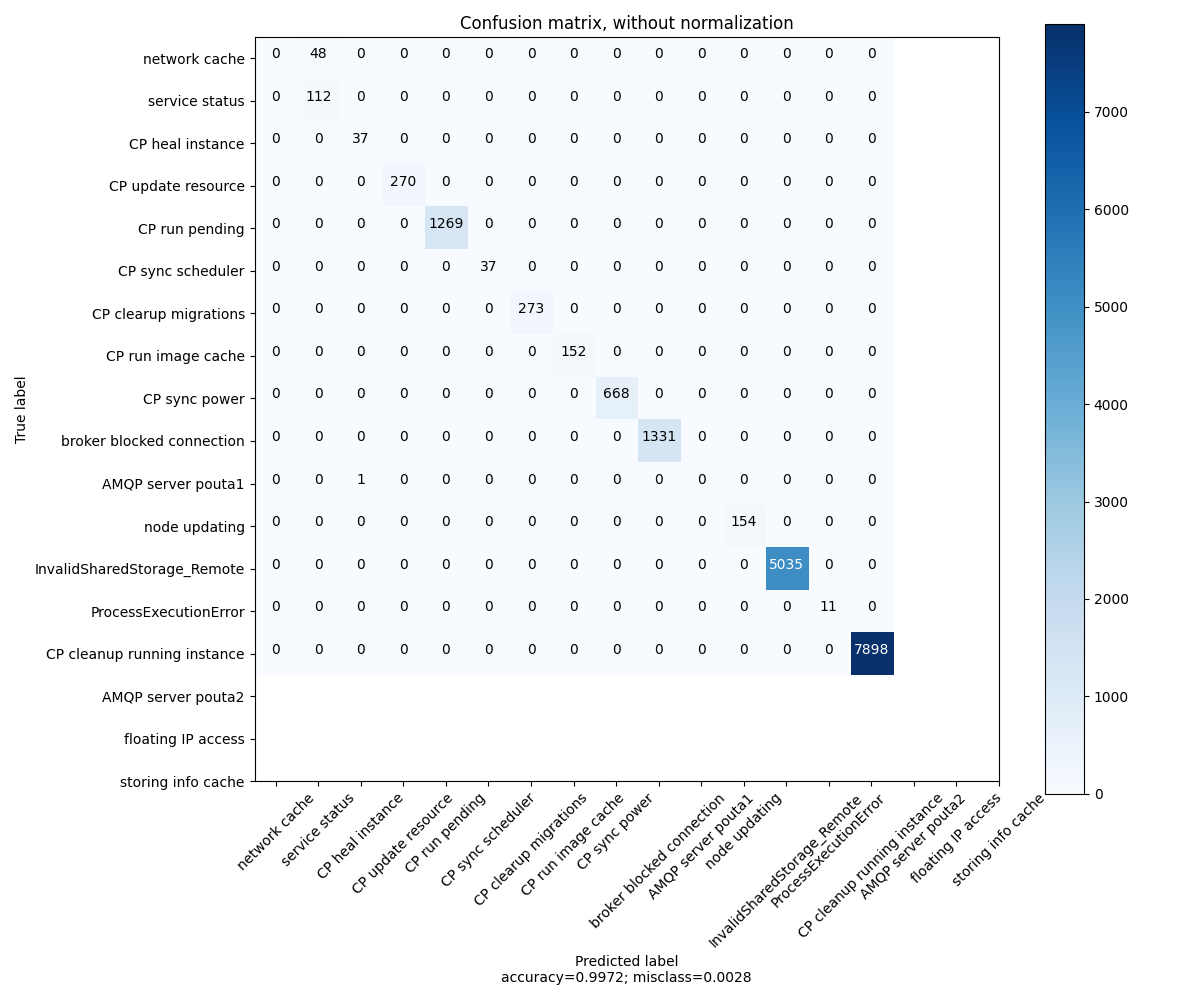 Confusion matrix, without normalization
network cache 0 48 0 0 0 0 0 0 0 0 0 0 0 0 0
service status 0 112 0 0 0 0 0 0 0 0 0 0 0 0 0
CP heal instance 0 0 37 0 0 0 0 0 0 0 0 0 0 0 0
CP update resource 0 0 0 270 0 0 0 0 0 0 0 0 0 0 0
CP run pending 0 0 0 0 1269 0 0 0 0 0 0 0 0 0 0
CP sync scheduler 0 0 0 0 0 37 0 0 0 0 0 0 0 0 0
CP clearup migrations 0 0 0 0 0 0 273 0 0 0 0 0 0 0 0
CP run image cache 0 0 0 0 0 0 0 152 0 0 0 0 0 0 0
CP sync power 0 0 0 0 0 0 0 0 668 0 0 0 0 0 0
broker blocked connection 0 0 0 0 0 0 0 0 0 1331 0 0 0 0 0
AMQP server pouta1 0 0 1 0 0 0 0 0 0 0 0 0 0 0 0
node updating 0 0 0 0 0 0 0 0 0 0 0 154 0 0 0
InvalidSharedStorage_Remote 0 0 0 0 0 0 0 0 0 0 0 0 5035 0 0
ProcessExecutionError 0 0 0 0 0 0 0 0 0 0 0 0 0 11 0
CP cleanup running instance 0 0 0 0 0 0 0 0 0 0 0 0 0 0 7898
AMQP server pouta2
floating IP access
storing info cache
True label
network cache
service status
CP heal instance
CP update resource
CP run pending
CP sync scheduler
CP clearup migrations
CP run image cache
CP sync power
broker blocked connection
AMQP server pouta1
node updating
InvalidSharedStorage_Remote
ProcessExecutionError
CP cleanup running instance
AMQP server pouta2
floating IP access
storing info cache
Predicted label
accuracy=0.9972; misclass=0.0028
7000
6000
5000
4000
3000
2000
1000
0